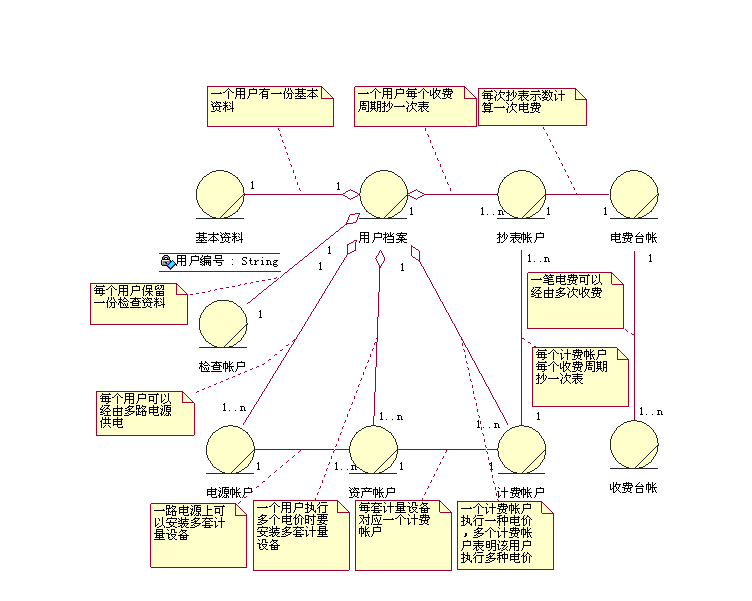 一个用户有一份基本
资料
一个用户每个收费
周期抄一次表
每次抄表示数计
算一次电费
1
1
1
1..n
1
1
基本资料
用户档案
抄表帐户
电费台帐
用户编号 : String
1
1
1
1..n
1
每个用户保留
一份检查资料
一笔电费可以
经由多次收费
1
检查帐户
每个计费帐户
每个收费周期
抄一次表
每个用户可以
经由多路电源
供电
1..n
1..n
1..n
1
1..n
1
1..n
1
1
电源帐户
资产帐户
计费帐户
收费台帐
一路电源上可
以安装多套计
量设备
一个用户执行
多个电价时要
安装多套计量
设备
每套计量设备
对应一个计费
帐户
一个计费帐户
执行一种电价
，多个计费帐
户表明该用户
执行多种电价